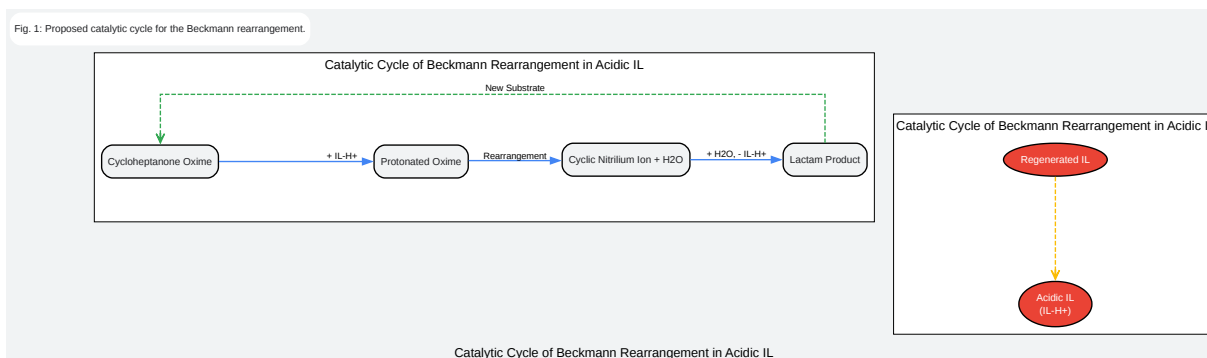 Fig. 1: Proposed catalytic cycle for the Beckmann rearrangement.
Catalytic Cycle of Beckmann Rearrangement in Acidic IL
New Substrate
Cycloheptanone Oxime
+ IL-H+
Protonated Oxime
Rearrangement
Cyclic Nitrilium Ion + H2O
+ H2O, - IL-H+
Lactam Product
Catalytic Cycle of Beckmann Rearrangement in Acidic I
Regenerated IL
Acidic IL
(IL-H+)
Catalytic Cycle of Beckmann Rearrangement in Acidic IL